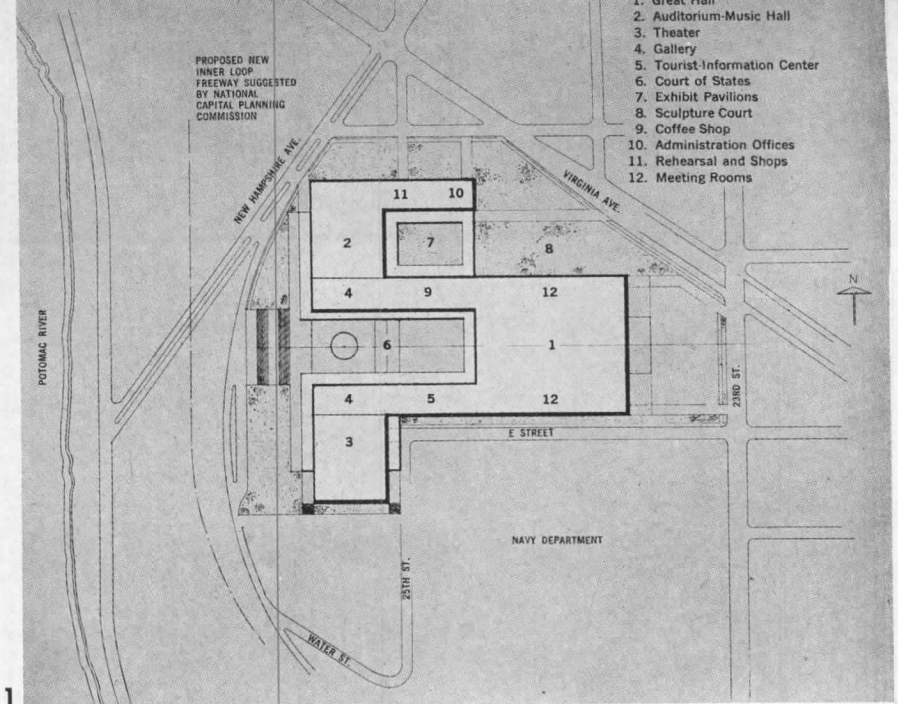 1. Great Hall
2. Auditorium-Music Hall
3. Theater
4. Gallery
5. Tourist-Information Center
6. Court of States
7. Exhibit Pavilions
8. Sculpture Court
9. Coffee Shop
10. Administration Offices
11. Rehearsal and Shops
12. Meeting Rooms
PROPOSED NEW
INNER LOOP
FREEWAY SUGGESTED
BY NATIONAL
CAPITAL PLANNING
COMMISSION
NEW HAMPSHIRE AVE.
VIRGINIA AVE.
11 10
2
7
8
4 9 12
N
POTOMAC RIVER
6 1
4 5 12
23RD ST.
3
E STREET
NAVY DEPARTMENT
25TH ST.
WATER ST.
1